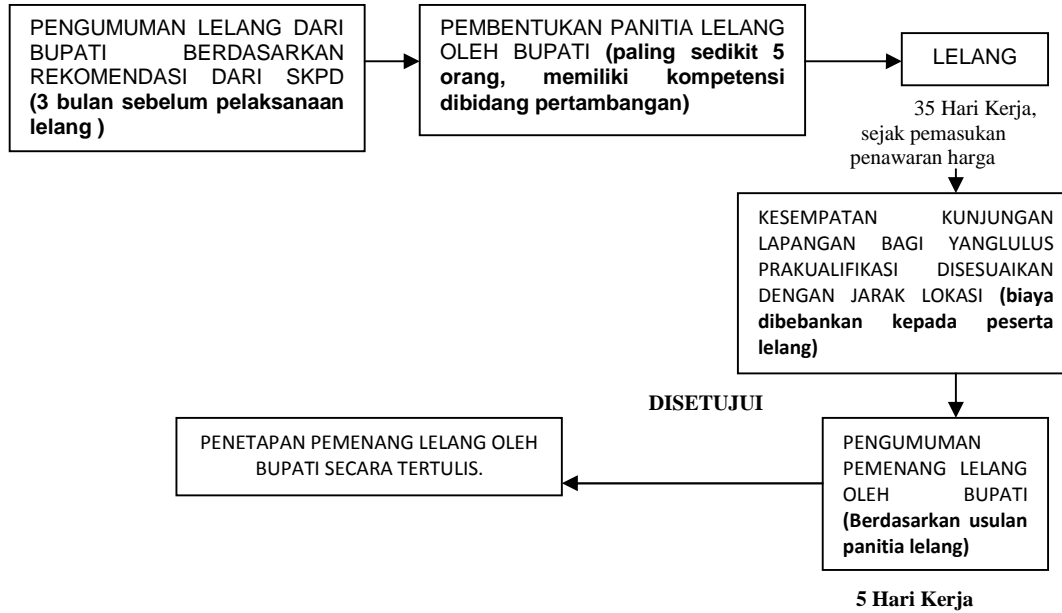 PENGUMUMAN LELANG DARI
BUPATI BERDASARKAN
REKOMENDASI DARI SKPD
(3 bulan sebelum pelaksanaan
lelang )
PEMBENTUKAN PANITIA LELANG
OLEH BUPATI (paling sedikit 5
orang, memiliki kompetensi
dibidang pertambangan)
LELANG
35 Hari Kerja,
sejak pemasukan
penawaran harga
KESEMPATAN KUNJUNGAN
LAPANGAN BAGI YANGLULUS
PRAKUALIFIKASI DISESUAIKAN
DENGAN JARAK LOKASI (biaya
dibebankan kepada peserta
lelang)
DISETUJUI
PENGUMUMAN
PEMENANG LELANG
OLEH BUPATI
(Berdasarkan usulan
panitia lelang)
5 Hari Kerja
PENETAPAN PEMENANG LELANG OLEH
BUPATI SECARA TERTULIS.